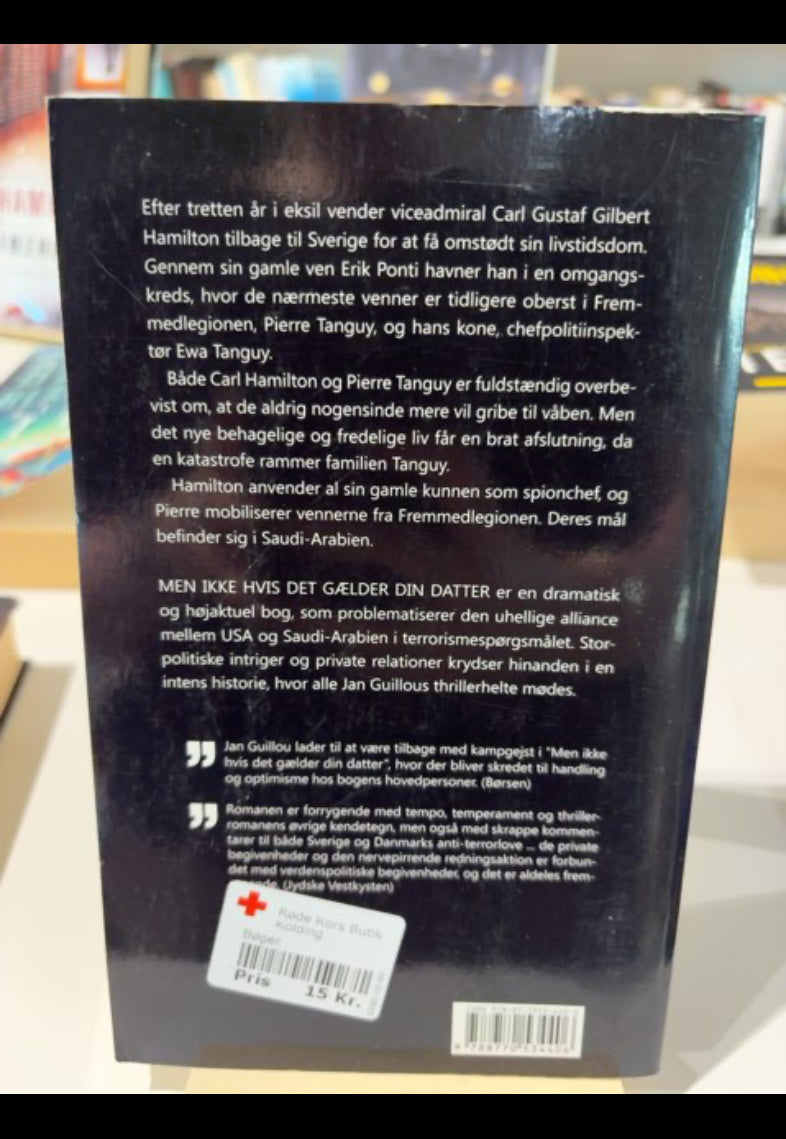 Efter tretten år i eksil vender viceadmiral Carl Gustaf Gilbert
Hamilton tilbage til Sverige for at få omstødt sin livstidsdom.
Gennem sin gamle ven Erik Ponti havner han i en omgangs-
kreds, hvor de nærmeste venner er tidligere oberst i Frem-
medlegionen, Pierre Tanguy, og hans kone, chefpolitiinspek-
tør Ewa Tanguy.
Både Carl Hamilton og Pierre Tanguy er fuldstændig overbe-
vist om, at de aldrig nogensinde mere vil gribe til våben. Men
det nye behagelige og fredelige liv får en brat afslutning, da
en katastrofe rammer familien Tanguy.
Hamilton anvender al sin gamle kunnen som spionchef, og
Pierre mobiliserer vennerne fra Fremmedlegionen. Deres mål
befinder sig i Saudi-Arabien.
MEN IKKE HVIS DET GÆLDER DIN DATTER er en dramatisk
og højaktuel bog, som problematiserer den uhellige alliance
mellem USA og Saudi-Arabien i terrorismespørgsmålet. Stor-
politiske intriger og private relationer krydser hinanden i en
intens historie, hvor alle Jan Guillous thrillerhelte mødes.
Jan Guillou lader til at være tilbage med kampgejst i "Men ikke
hvis det gælder din datter", hvor der bliver skredet til handling
og optimisme hos bogens hovedpersoner. (Børsen)
Romanen er forrygende med tempo, temperament og thriller-
romanens øvrige kendetegn, men også med skrappe kommen-
tarer til både Sverige og Danmarks anti-terrorlove ... de private
begivenheder og den nervepirrende redningsaktion er forbun-
det med verdenspolitiske begivenheder, og det er aldeles frem-
(Jydske Vestkysten)
Røde Kors Butik
Kolding
Bøger
Pris 15 Kr.